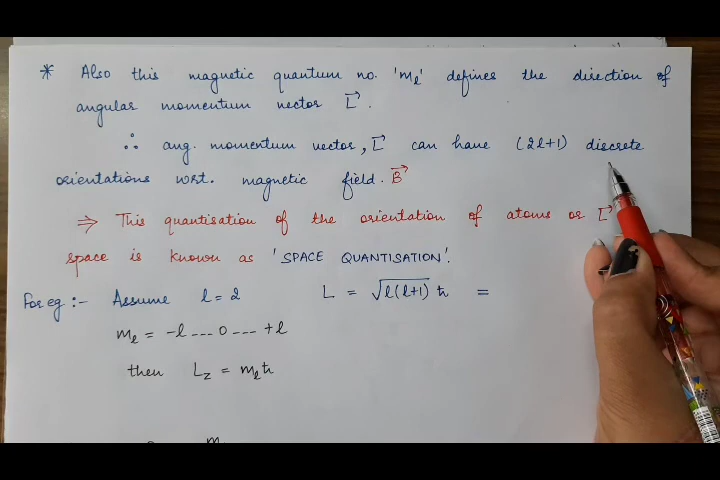 * Also this magnetic quantum no. 'mₗ' defines the direction of
angular momentum vector L⃗.
∴ ang. momentum vector, L⃗ can have (2l+1) discrete
orientations wrt. magnetic field. B⃗
⇒ This quantisation of the orientation of atoms or L⃗
space is known as 'SPACE QUANTISATION'.
For eg :- Assume l = 2 L = √l(l+1) ħ =
mₗ = -l --- 0 --- +l
then L_z = mₗħ